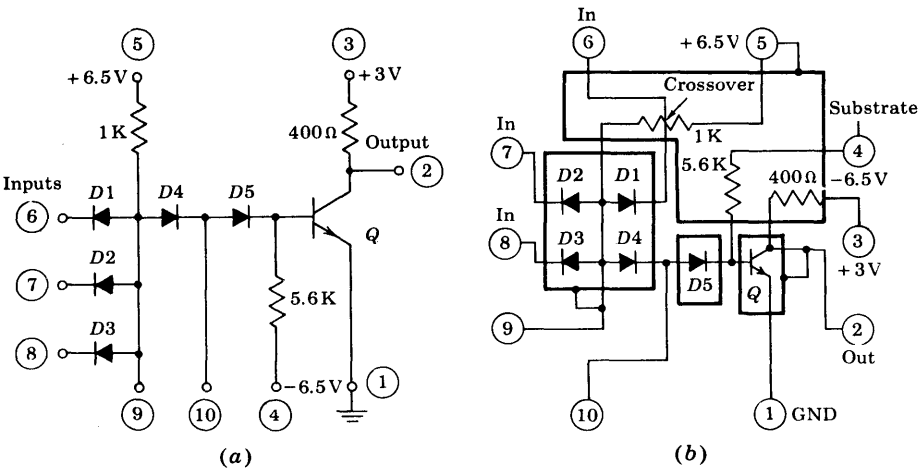 5
3
+6.5V
+3V
1K
400Ω
Output
2
Inputs
D1
D4
D5
6
Q
D2
7
5.6K
D3
8
-6.5V
1
9
10
4
(a)
In
6
+6.5V
5
Crossover
Substrate
In
1K
4
7
5.6K
D2
D1
400Ω
-6.5V
In
8
D3
D4
3
+3V
D5
Q
9
2
Out
10
1
GND
(b)